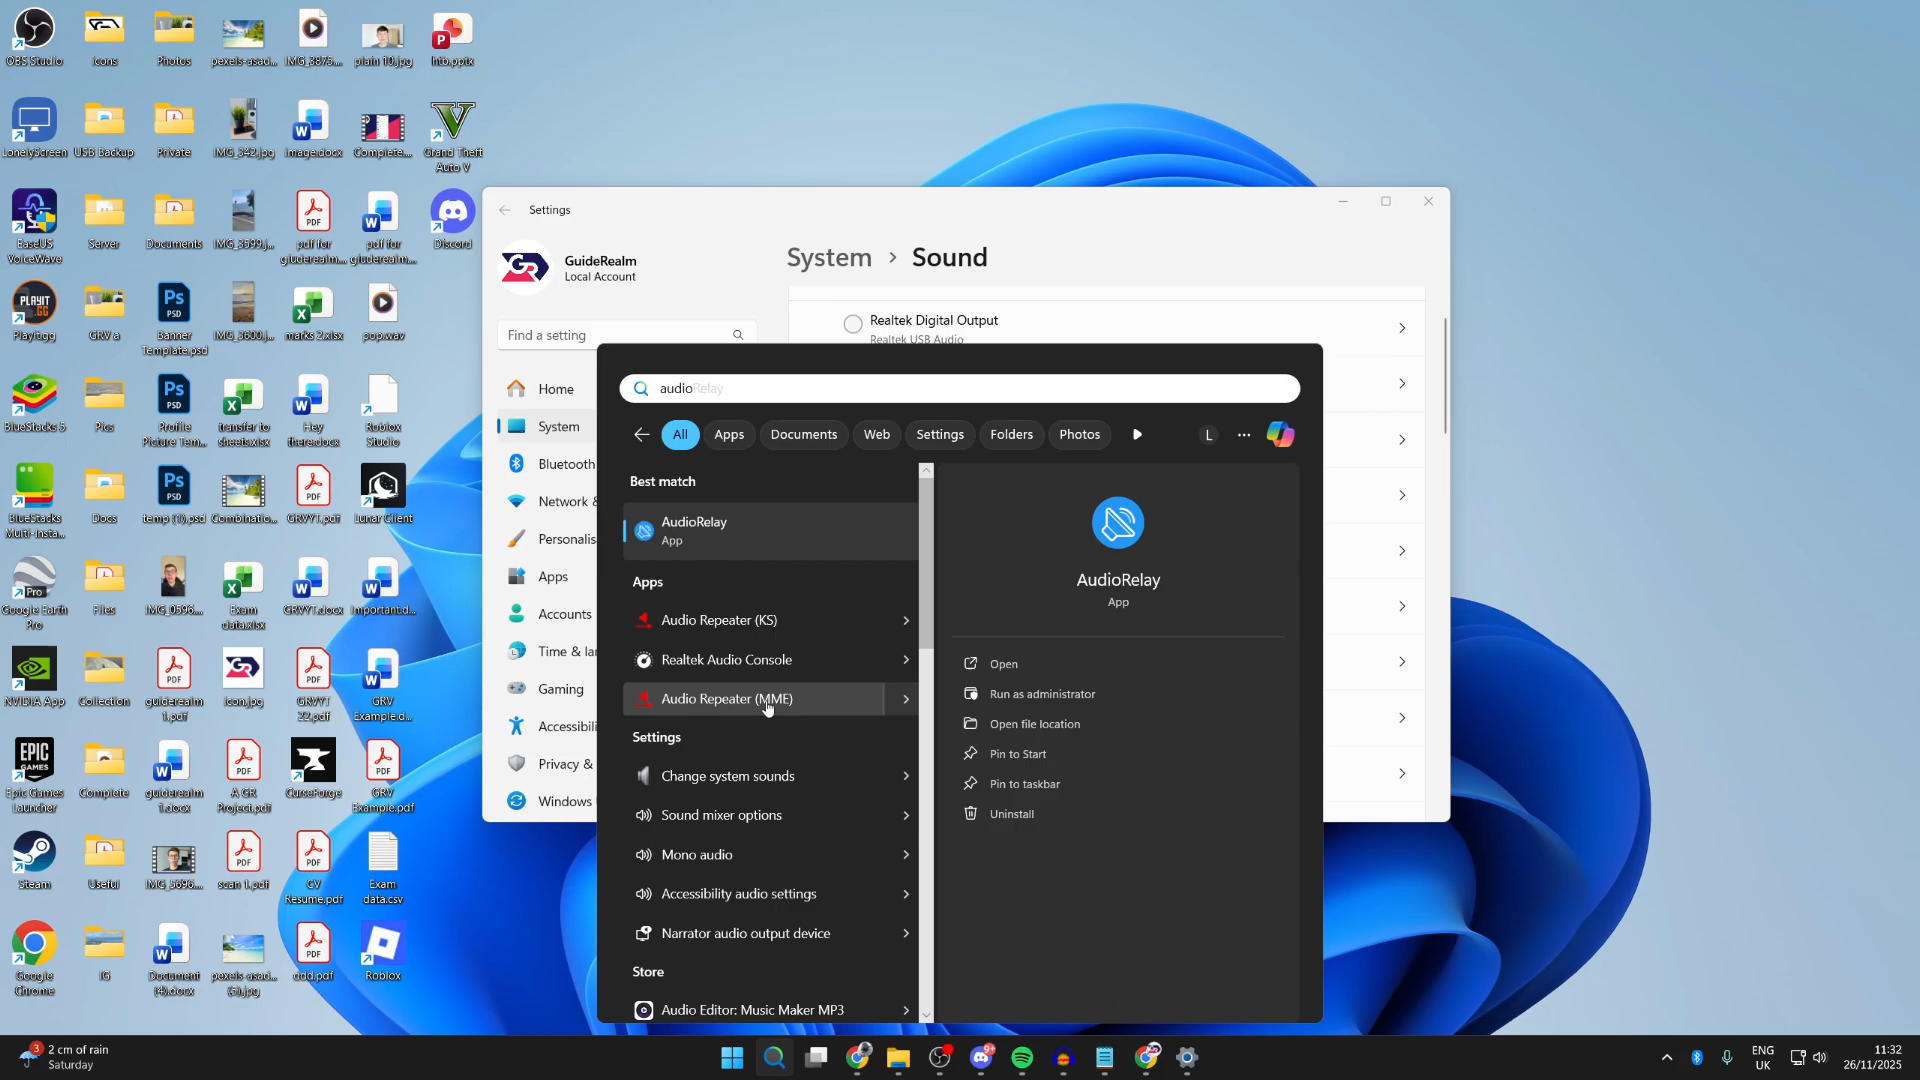 OBS Studio
icons
Photos
pexels-asad...
IMG_3875....
plain 10.jpg
htb.pptx
LonelyScreen
USB Backup
Private
IMG_342.jpg
image.docx
Complete....
Grand Theft
Auto V
EaseUS
VoiceWave
Server
Documents
IMG_3599.j...
pdf for
gluderealm...
pdf for
gluderealm...
Discord
PLAYIT
GG
Playit.gg
GRV a
Banner
Template.psd
IMG_3600.j...
marks 2.xlsx
pop.wav
BlueStacks 5
Pics
Profile
Picture Tem...
transfer to
sheets.xlsx
Hey
there.docx
Roblox
Studio
BlueStacks
Multi-Insta...
Docs
temp (1).psd
Combinatio...
GRVYT.pdf
Lunar Client
Google Earth
Pro
Files
IMG_0596....
Exam
data.xlsx
GRVYT.docx
Important.d...
NVIDIA App
Collection
guiderealm
1.pdf
icon.jpg
GRVYT
22.pdf
GRV
Example.d...
Epic Games
Launcher
Complete
guiderealm
1.docx
A GR
Project.pdf
CurseForge
GRV
Example.pdf
Steam
Useful
IMG_5696....
scan 1.pdf
CV
Resume.pdf
Exam
data.csv
Google
Chrome
IG
Document
(4).docx
pexels-asad...
(5).jpg
ddd.pdf
Roblox
Settings
GuideRealm
Local Account
Find a setting
Home
System
Bluetooth
Network &
Personalis
Apps
Accounts
Time & la
Gaming
Accessibili
Privacy &
Windows
System > Sound
Realtek Digital Output
Realtek USB Audio
audioRelay
All
Apps
Documents
Web
Settings
Folders
Photos
L
Best match
AudioRelay
App
Apps
Audio Repeater (KS)
Realtek Audio Console
Audio Repeater (MME)
Settings
Change system sounds
Sound mixer options
Mono audio
Accessibility audio settings
Narrator audio output device
Store
Audio Editor: Music Maker MP3
AudioRelay
App
Open
Run as administrator
Open file location
Pin to Start
Pin to taskbar
Uninstall
3
2 cm of rain
Saturday
9+
ENG
UK
11:32
26/11/2025